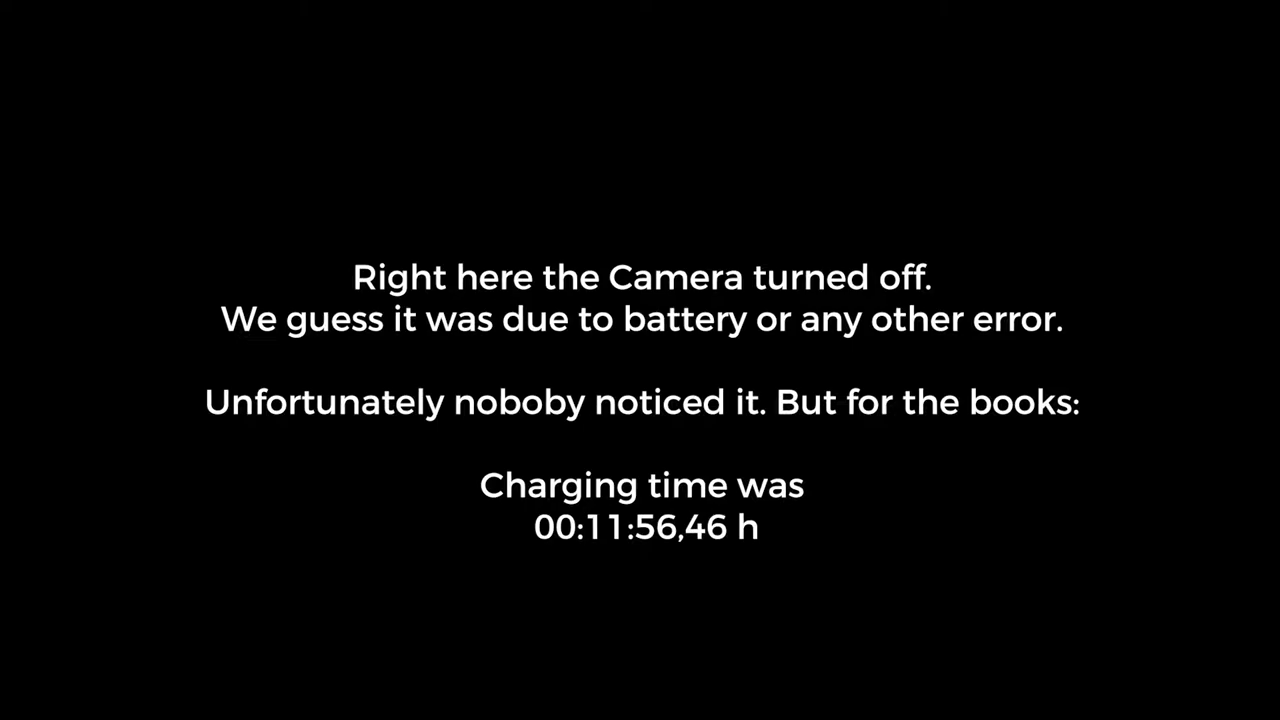 Right here the Camera turned off.
We guess it was due to battery or any other error.
Unfortunately noboby noticed it. But for the books:
Charging time was
00:11:56,46 h